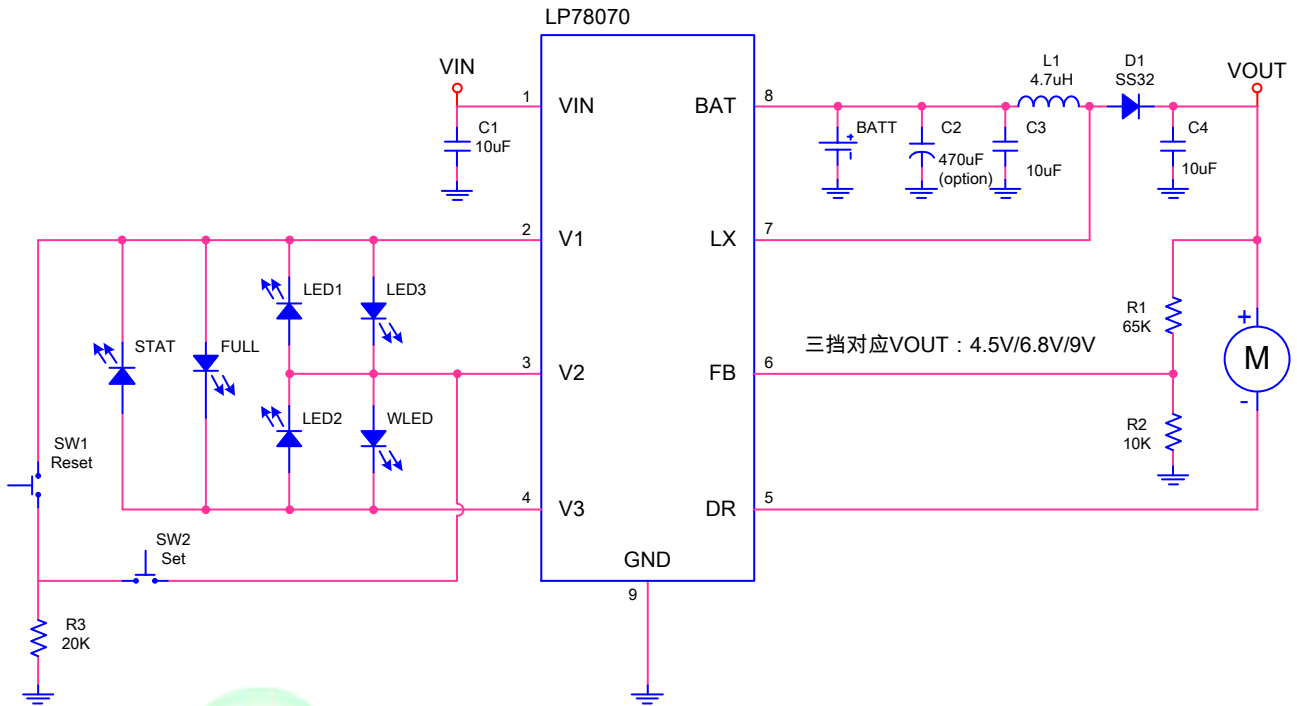 LP78070
VIN
VOUT
L1
4.7uH
D1
SS32
1
VIN
BAT
8
C1
10uF
BATT
+
C2
470uF
(option)
C3
10uF
C4
10uF
2
V1
LX
7
LED1
LED3
STAT
FULL
R1
65K
+
M
-
三挡对应VOUT：4.5V/6.8V/9V
3
V2
FB
6
LED2
WLED
R2
10K
SW1
Reset
4
V3
DR
5
SW2
Set
GND
9
R3
20K